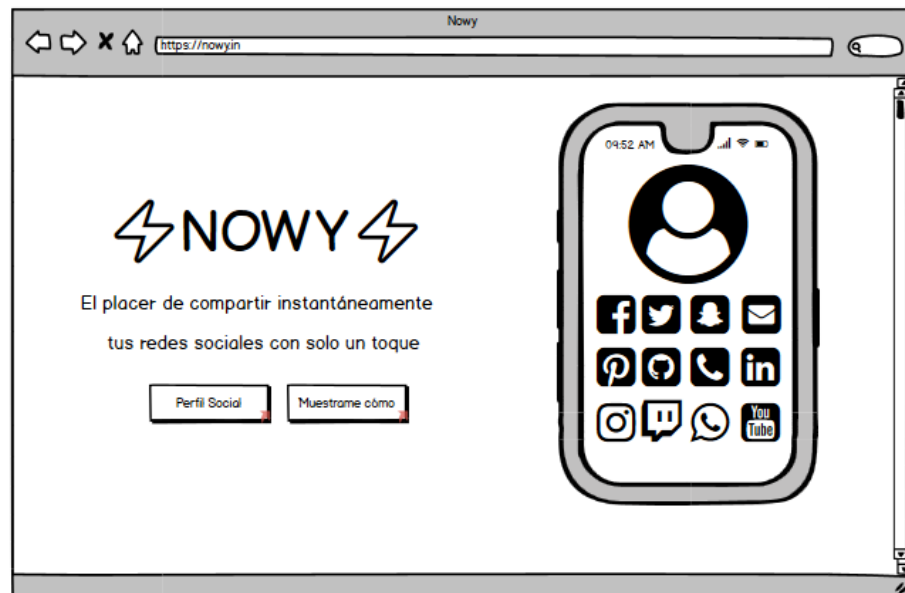 Nowy
https://nowy.in
09:52 AM
NOWY
El placer de compartir instantáneamente
tus redes sociales con solo un toque
Perfil Social
Muestrame còmo
You
Tube